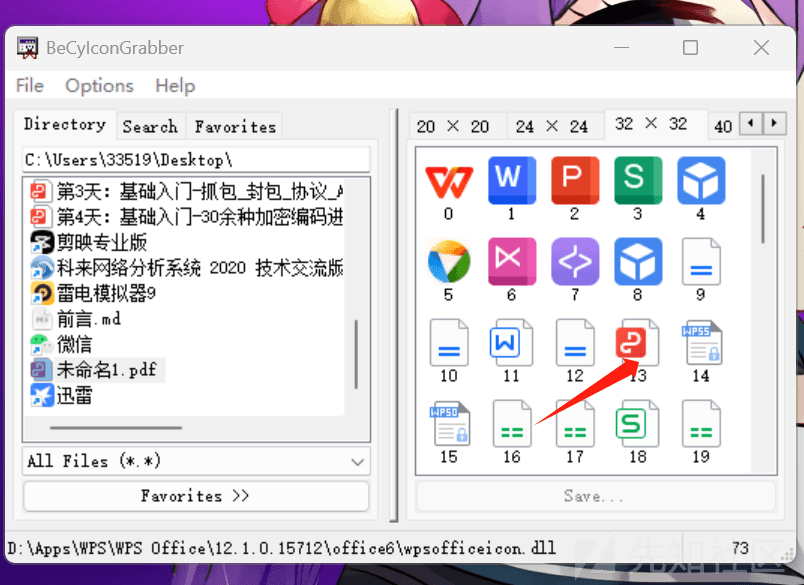 BeCyIconGrabber
File Options Help
Directory Search Favorites
20 × 20 24 × 24 32 × 32 40
C:\Users\33519\Desktop\
第3天：基础入门-抓包_封包_协议_A
第4天：基础入门-30余种加密编码进
剪映专业版
科来网络分析系统 2020 技术交流版
雷电模拟器9
前言.md
微信
未命名1.pdf
迅雷
All Files (*.*)
Favorites >>
W P S
0 1 2 3 4
5 6 7 8 9
W WPSS
10 11 12 13 14
WPSD S
15 16 17 18 19
Save...
D:\Apps\WPS\WPS Office\12.1.0.15712\office6\wpsofficeicon.dll 73
先知社区